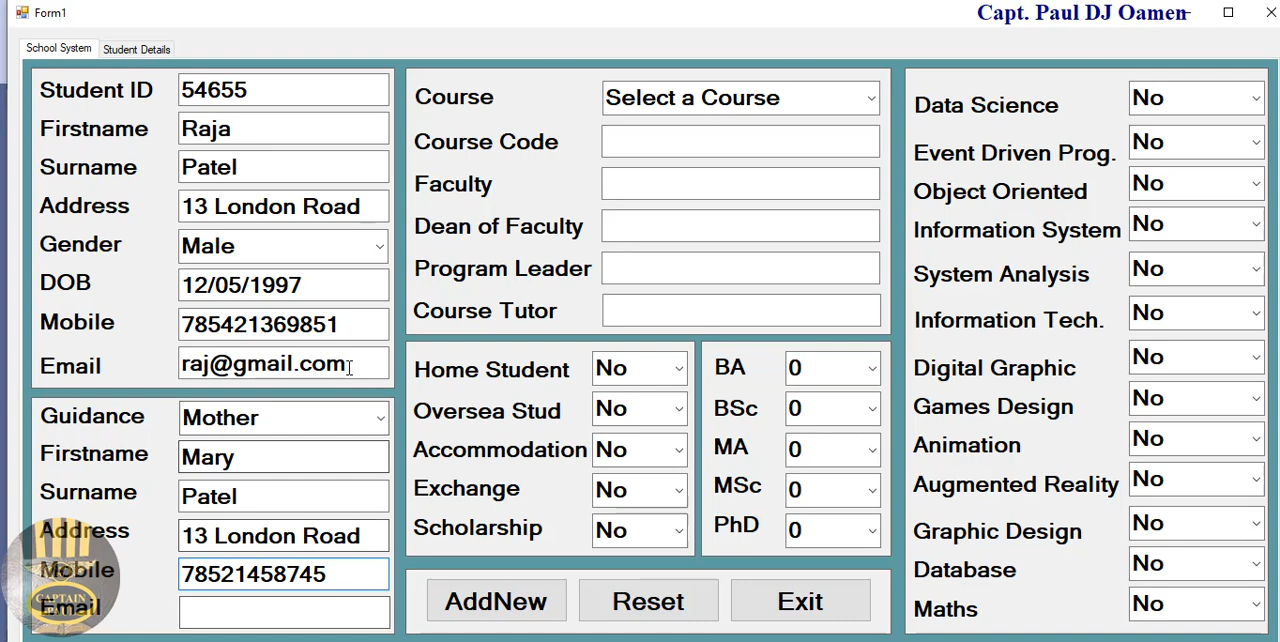 Form1
Capt. Paul DJ Oamen
School System
Student Details
Student ID 54655
Firstname Raja
Surname Patel
Address 13 London Road
Gender Male
DOB 12/05/1997
Mobile 785421369851
Email raj@gmail.com
Guidance Mother
Firstname Mary
Surname Patel
Address 13 London Road
Mobile 78521458745
Email
CAPTAIN
Course Select a Course
Course Code
Faculty
Dean of Faculty
Program Leader
Course Tutor
Home Student No
Oversea Stud No
Accommodation No
Exchange No
Scholarship No
BA 0
BSc 0
MA 0
MSc 0
PhD 0
AddNew
Reset
Exit
Data Science No
Event Driven Prog. No
Object Oriented No
Information System No
System Analysis No
Information Tech. No
Digital Graphic No
Games Design No
Animation No
Augmented Reality No
Graphic Design No
Database No
Maths No